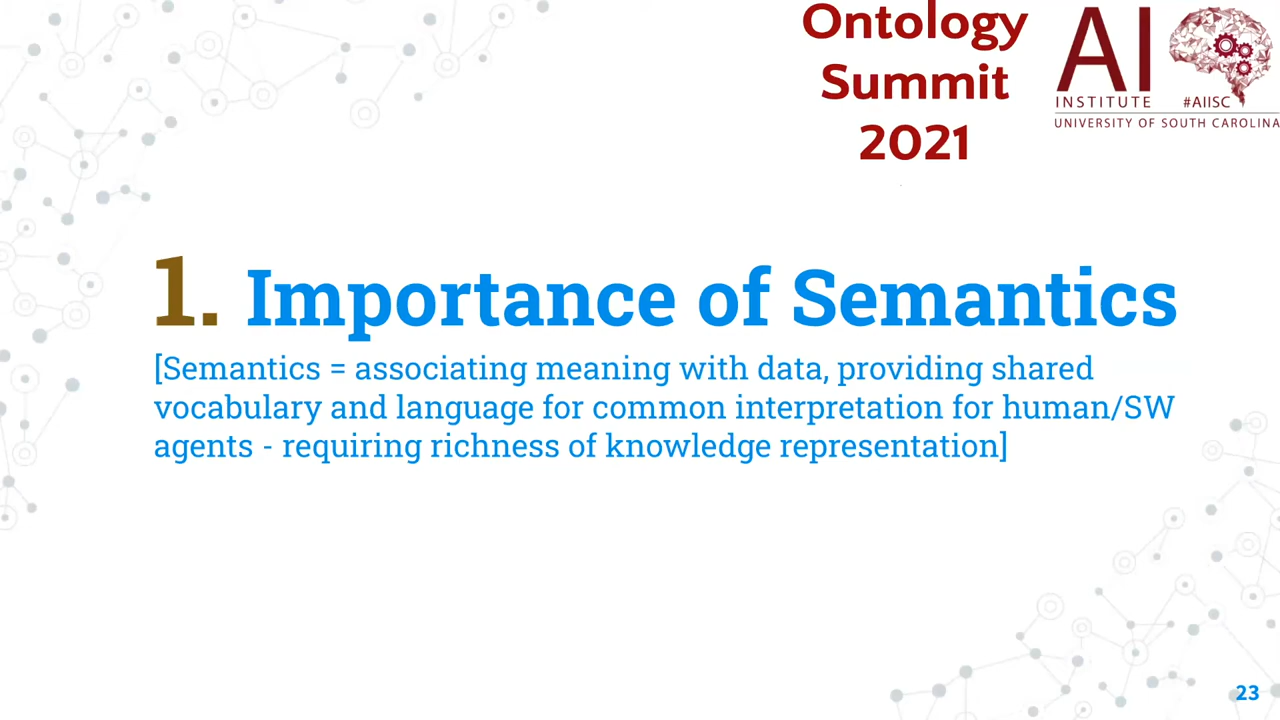 Ontology
Summit
2021
AI
INSTITUTE #AIISC
UNIVERSITY OF SOUTH CAROLINA
1. Importance of Semantics
[Semantics = associating meaning with data, providing shared
vocabulary and language for common interpretation for human/SW
agents - requiring richness of knowledge representation]
23